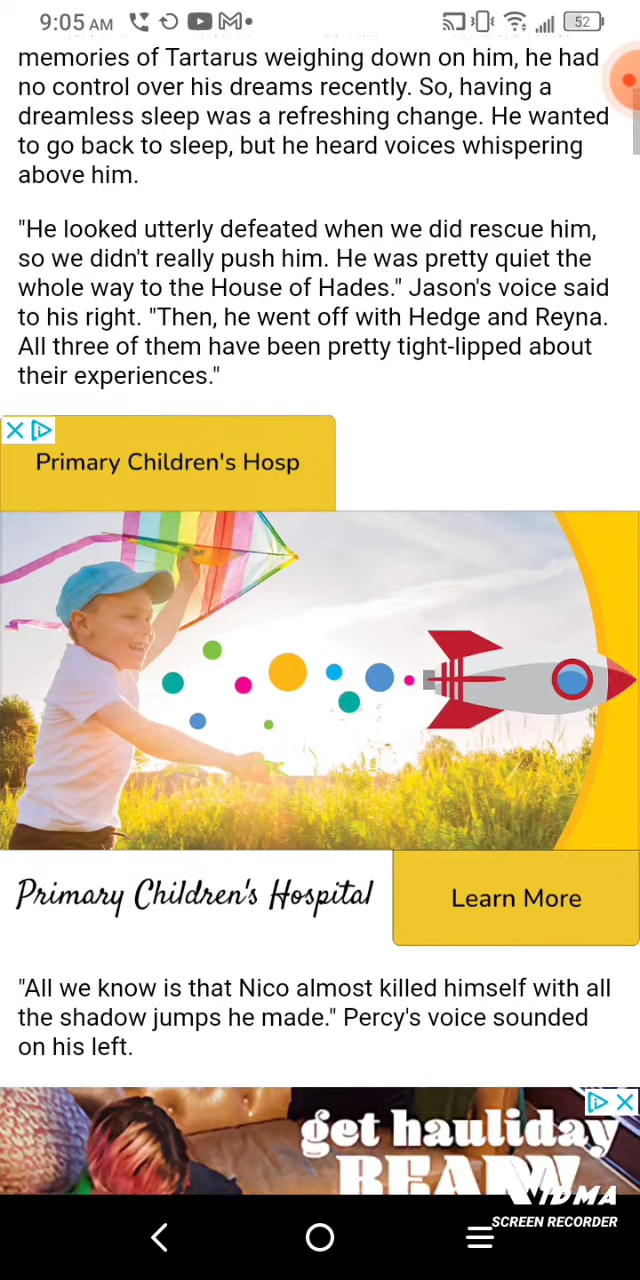 9:05 AM
52
memories of Tartarus weighing down on him, he had
no control over his dreams recently. So, having a
dreamless sleep was a refreshing change. He wanted
to go back to sleep, but he heard voices whispering
above him.
"He looked utterly defeated when we did rescue him,
so we didn't really push him. He was pretty quiet the
whole way to the House of Hades." Jason's voice said
to his right. "Then, he went off with Hedge and Reyna.
All three of them have been pretty tight-lipped about
their experiences."
Primary Children's Hosp
Primary Children's Hospital
Learn More
"All we know is that Nico almost killed himself with all
the shadow jumps he made." Percy's voice sounded
on his left.
get hauliday
VIDMA
SCREEN RECORDER